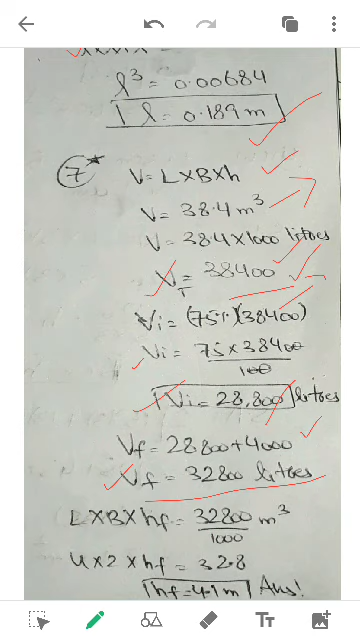 l³ = 0.00684
l = 0.189 m
7*
V = L×B×h
V = 38.4 m³
V = 384×1000 litres
V_T = 38400
Vi = (75%)(38400)
Vi = 75×38400/100
Vi = 28,800 litres
Vf = 28800+4000
Vf = 32800 litres
L×B×hf = 32800/1000 m³
4×2×hf = 32.8
hf = 4.1 m Ans!
Tт